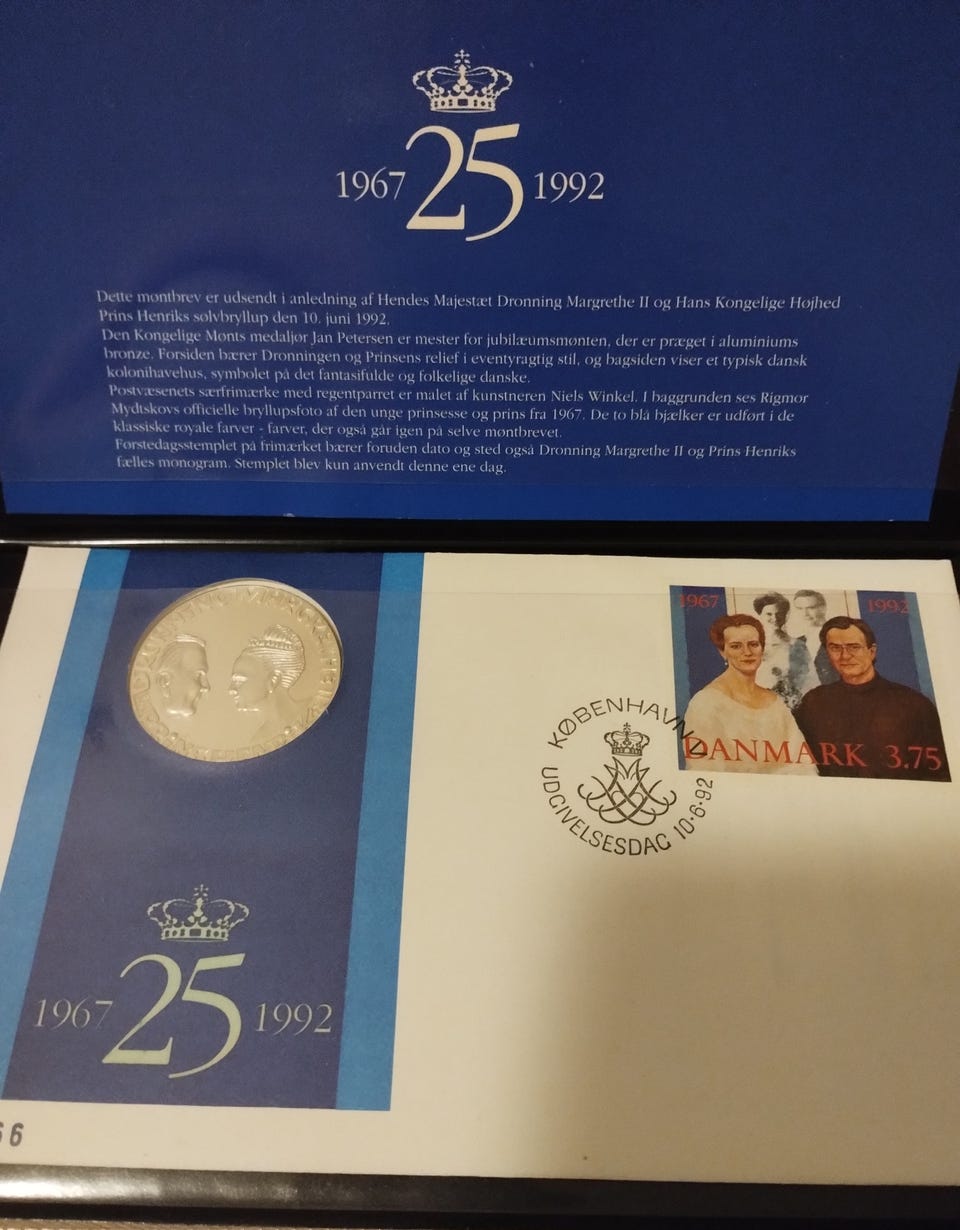 25
1967 1992
Dette møntbrev er udsendt i anledning af Hendes Majestæt Dronning Margrethe II og Hans Kongelige Højhed
Prins Henriks sølvbryllup den 10. juni 1992.
Den Kongelige Mønts medaljør Jan Petersen er mester for jubilæumsmønten, der er præget i aluminiums
bronze. Forsiden bærer Dronningen og Prinsens relief i eventyragtig stil, og bagsiden viser et typisk dansk
kolonihavehus, symbolet på det fantasifulde og folkelige danske.
Postvæsenets særfrimærke med regentparret er malet af kunstneren Niels Winkel. I baggrunden ses Rigmor
Mydtskovs officielle bryllupsfoto af den unge prinsesse og prins fra 1967. De to blå bjælker er udført i de
klassiske royale farver - farver, der også går igen på selve møntbrevet.
Førstedagsstemplet på frimærket bærer foruden dato og sted også Dronning Margrethe II og Prins Henriks
fælles monogram. Stemplet blev kun anvendt denne ene dag.
1967 1992
DANMARK 3.75
KØBENHAVN
UDGIVELSESDAG 10.6.92
25
1967 1992
6